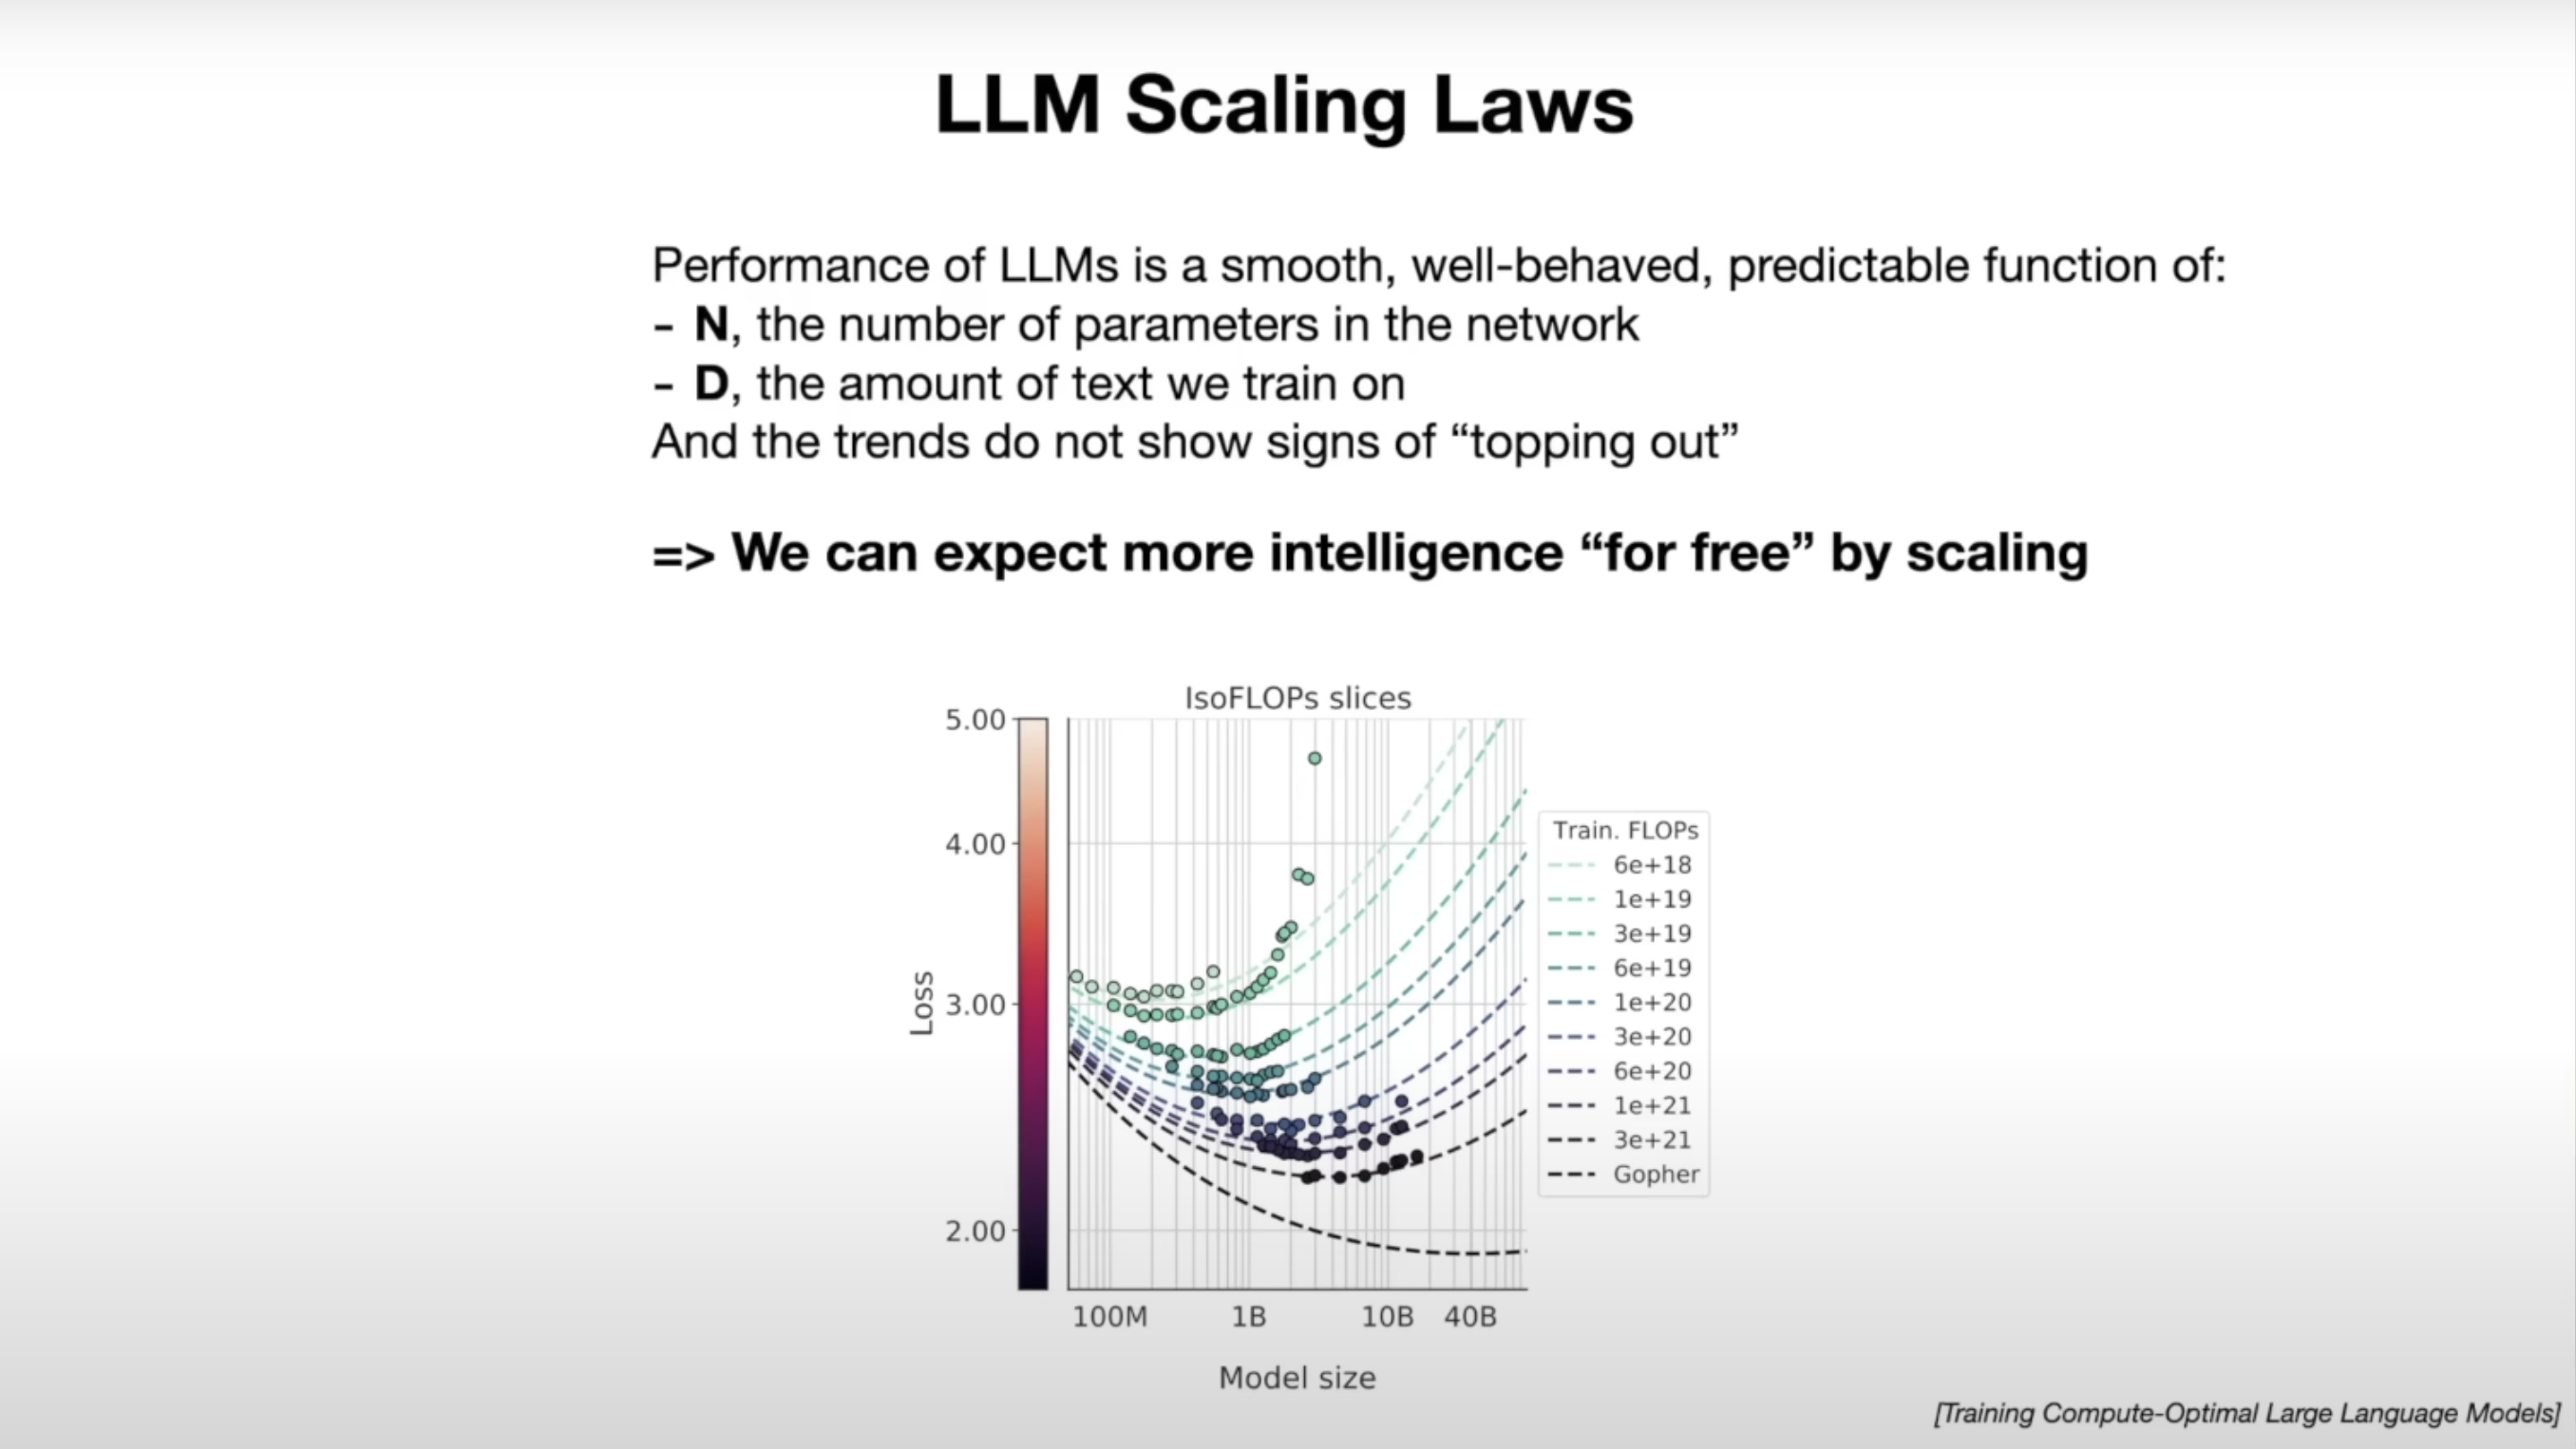 LLM Scaling Laws
Performance of LLMs is a smooth, well-behaved, predictable function of:
- N, the number of parameters in the network
- D, the amount of text we train on
And the trends do not show signs of “topping out”
=> We can expect more intelligence “for free” by scaling
IsoFLOPs slices
5.00
4.00
3.00
2.00
Loss
100M 1B 10B 40B
Model size
Train. FLOPs
6e+18
1e+19
3e+19
6e+19
1e+20
3e+20
6e+20
1e+21
3e+21
Gopher
[Training Compute-Optimal Large Language Models]